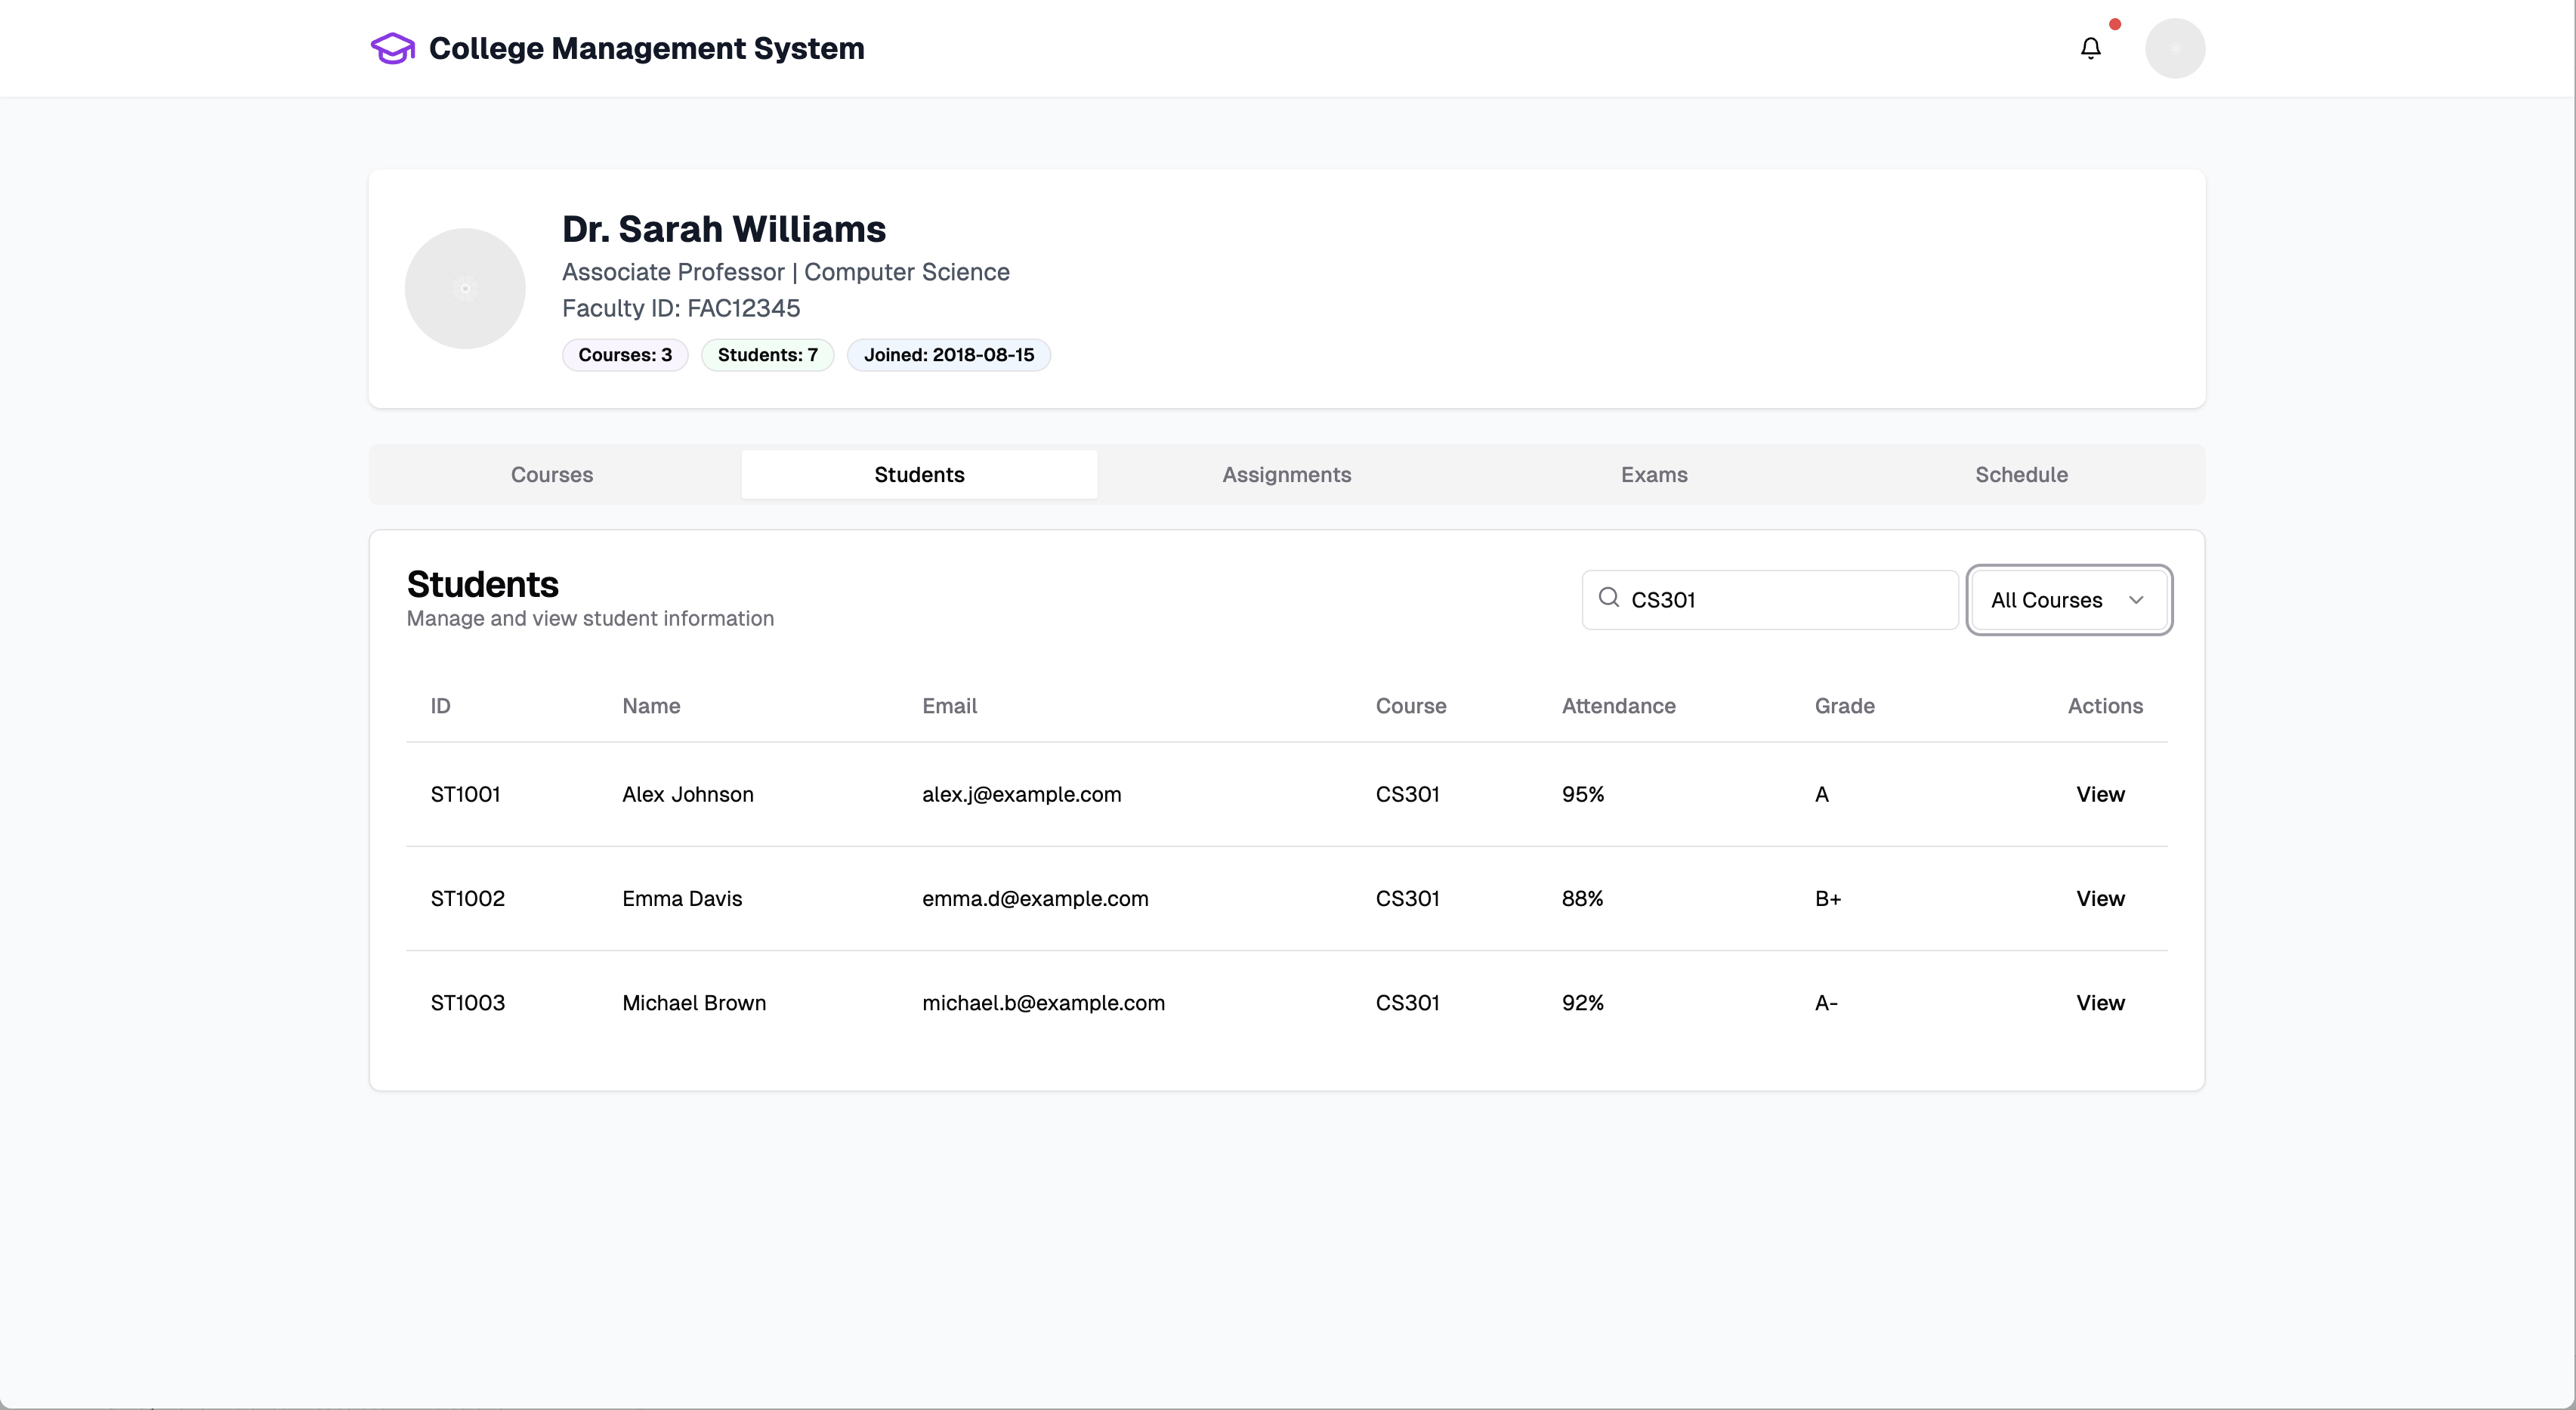 College Management System
Dr. Sarah Williams
Associate Professor | Computer Science
Faculty ID: FAC12345
Courses: 3 Students: 7 Joined: 2018-08-15
Courses Students Assignments Exams Schedule
Students
Manage and view student information
CS301 All Courses
ID Name Email Course Attendance Grade Actions
ST1001 Alex Johnson alex.j@example.com CS301 95% A View
ST1002 Emma Davis emma.d@example.com CS301 88% B+ View
ST1003 Michael Brown michael.b@example.com CS301 92% A- View